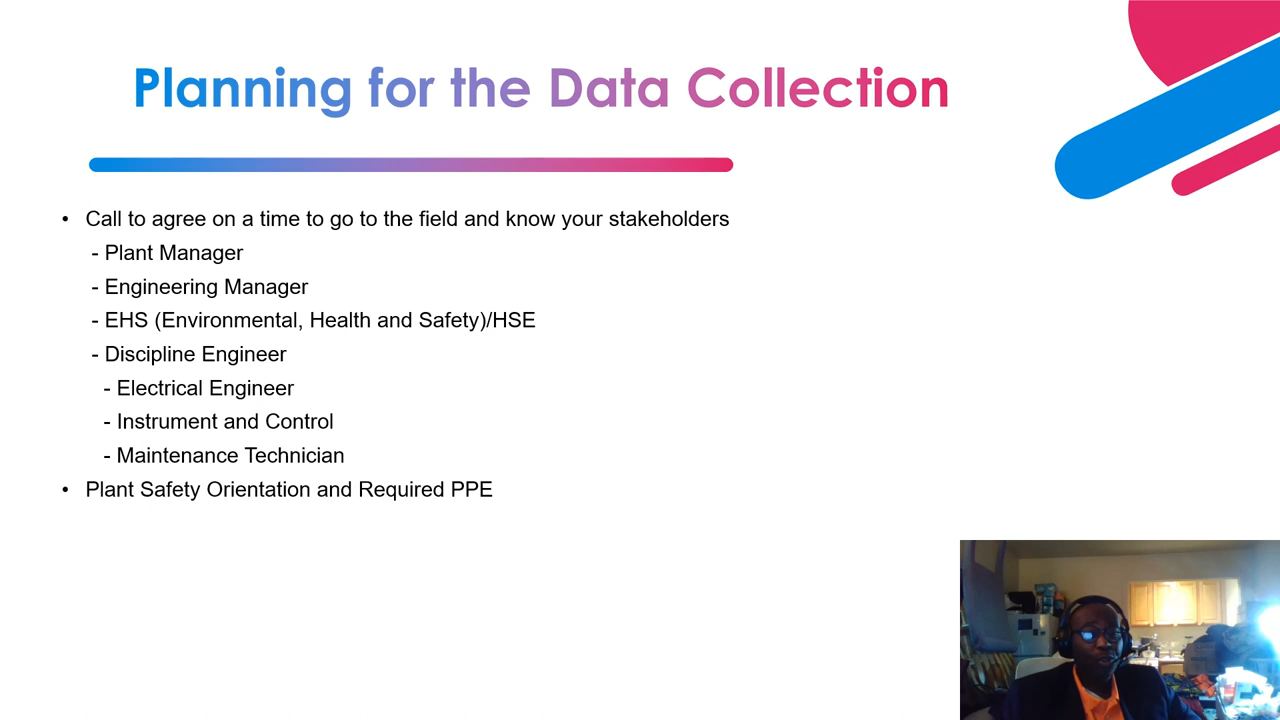 Planning for the Data Collection
• Call to agree on a time to go to the field and know your stakeholders
- Plant Manager
- Engineering Manager
- EHS (Environmental, Health and Safety)/HSE
- Discipline Engineer
- Electrical Engineer
- Instrument and Control
- Maintenance Technician
• Plant Safety Orientation and Required PPE